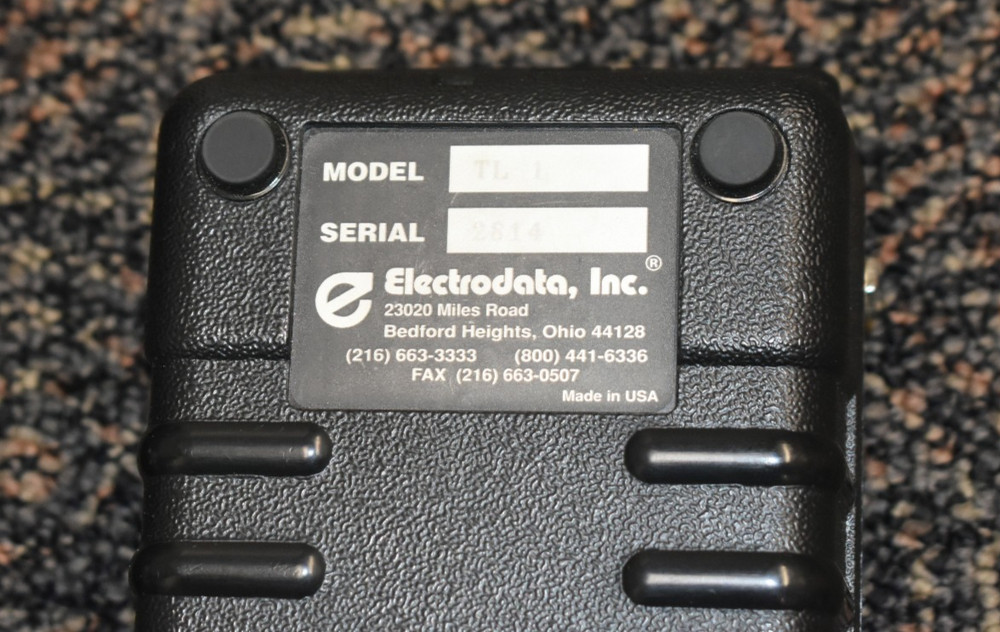 MODEL TL 1
SERIAL 2814
e Electrodata, Inc.®
23020 Miles Road
Bedford Heights, Ohio 44128
(216) 663-3333 (800) 441-6336
FAX (216) 663-0507
Made in USA